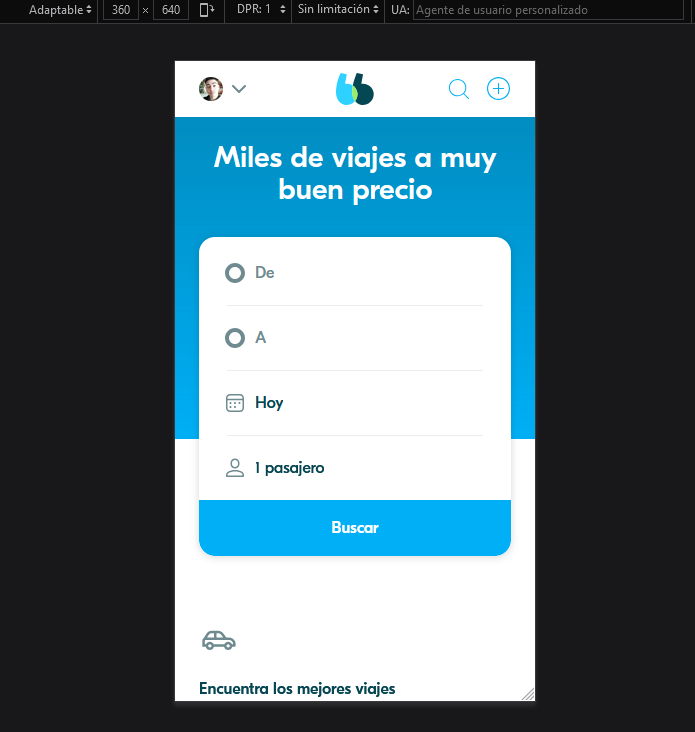 Adaptable 360 × 640 DPR: 1 Sin limitación UA: Agente de usuario personalizado
Miles de viajes a muy
buen precio
De
A
Hoy
1 pasajero
Buscar
Encuentra los mejores viajes